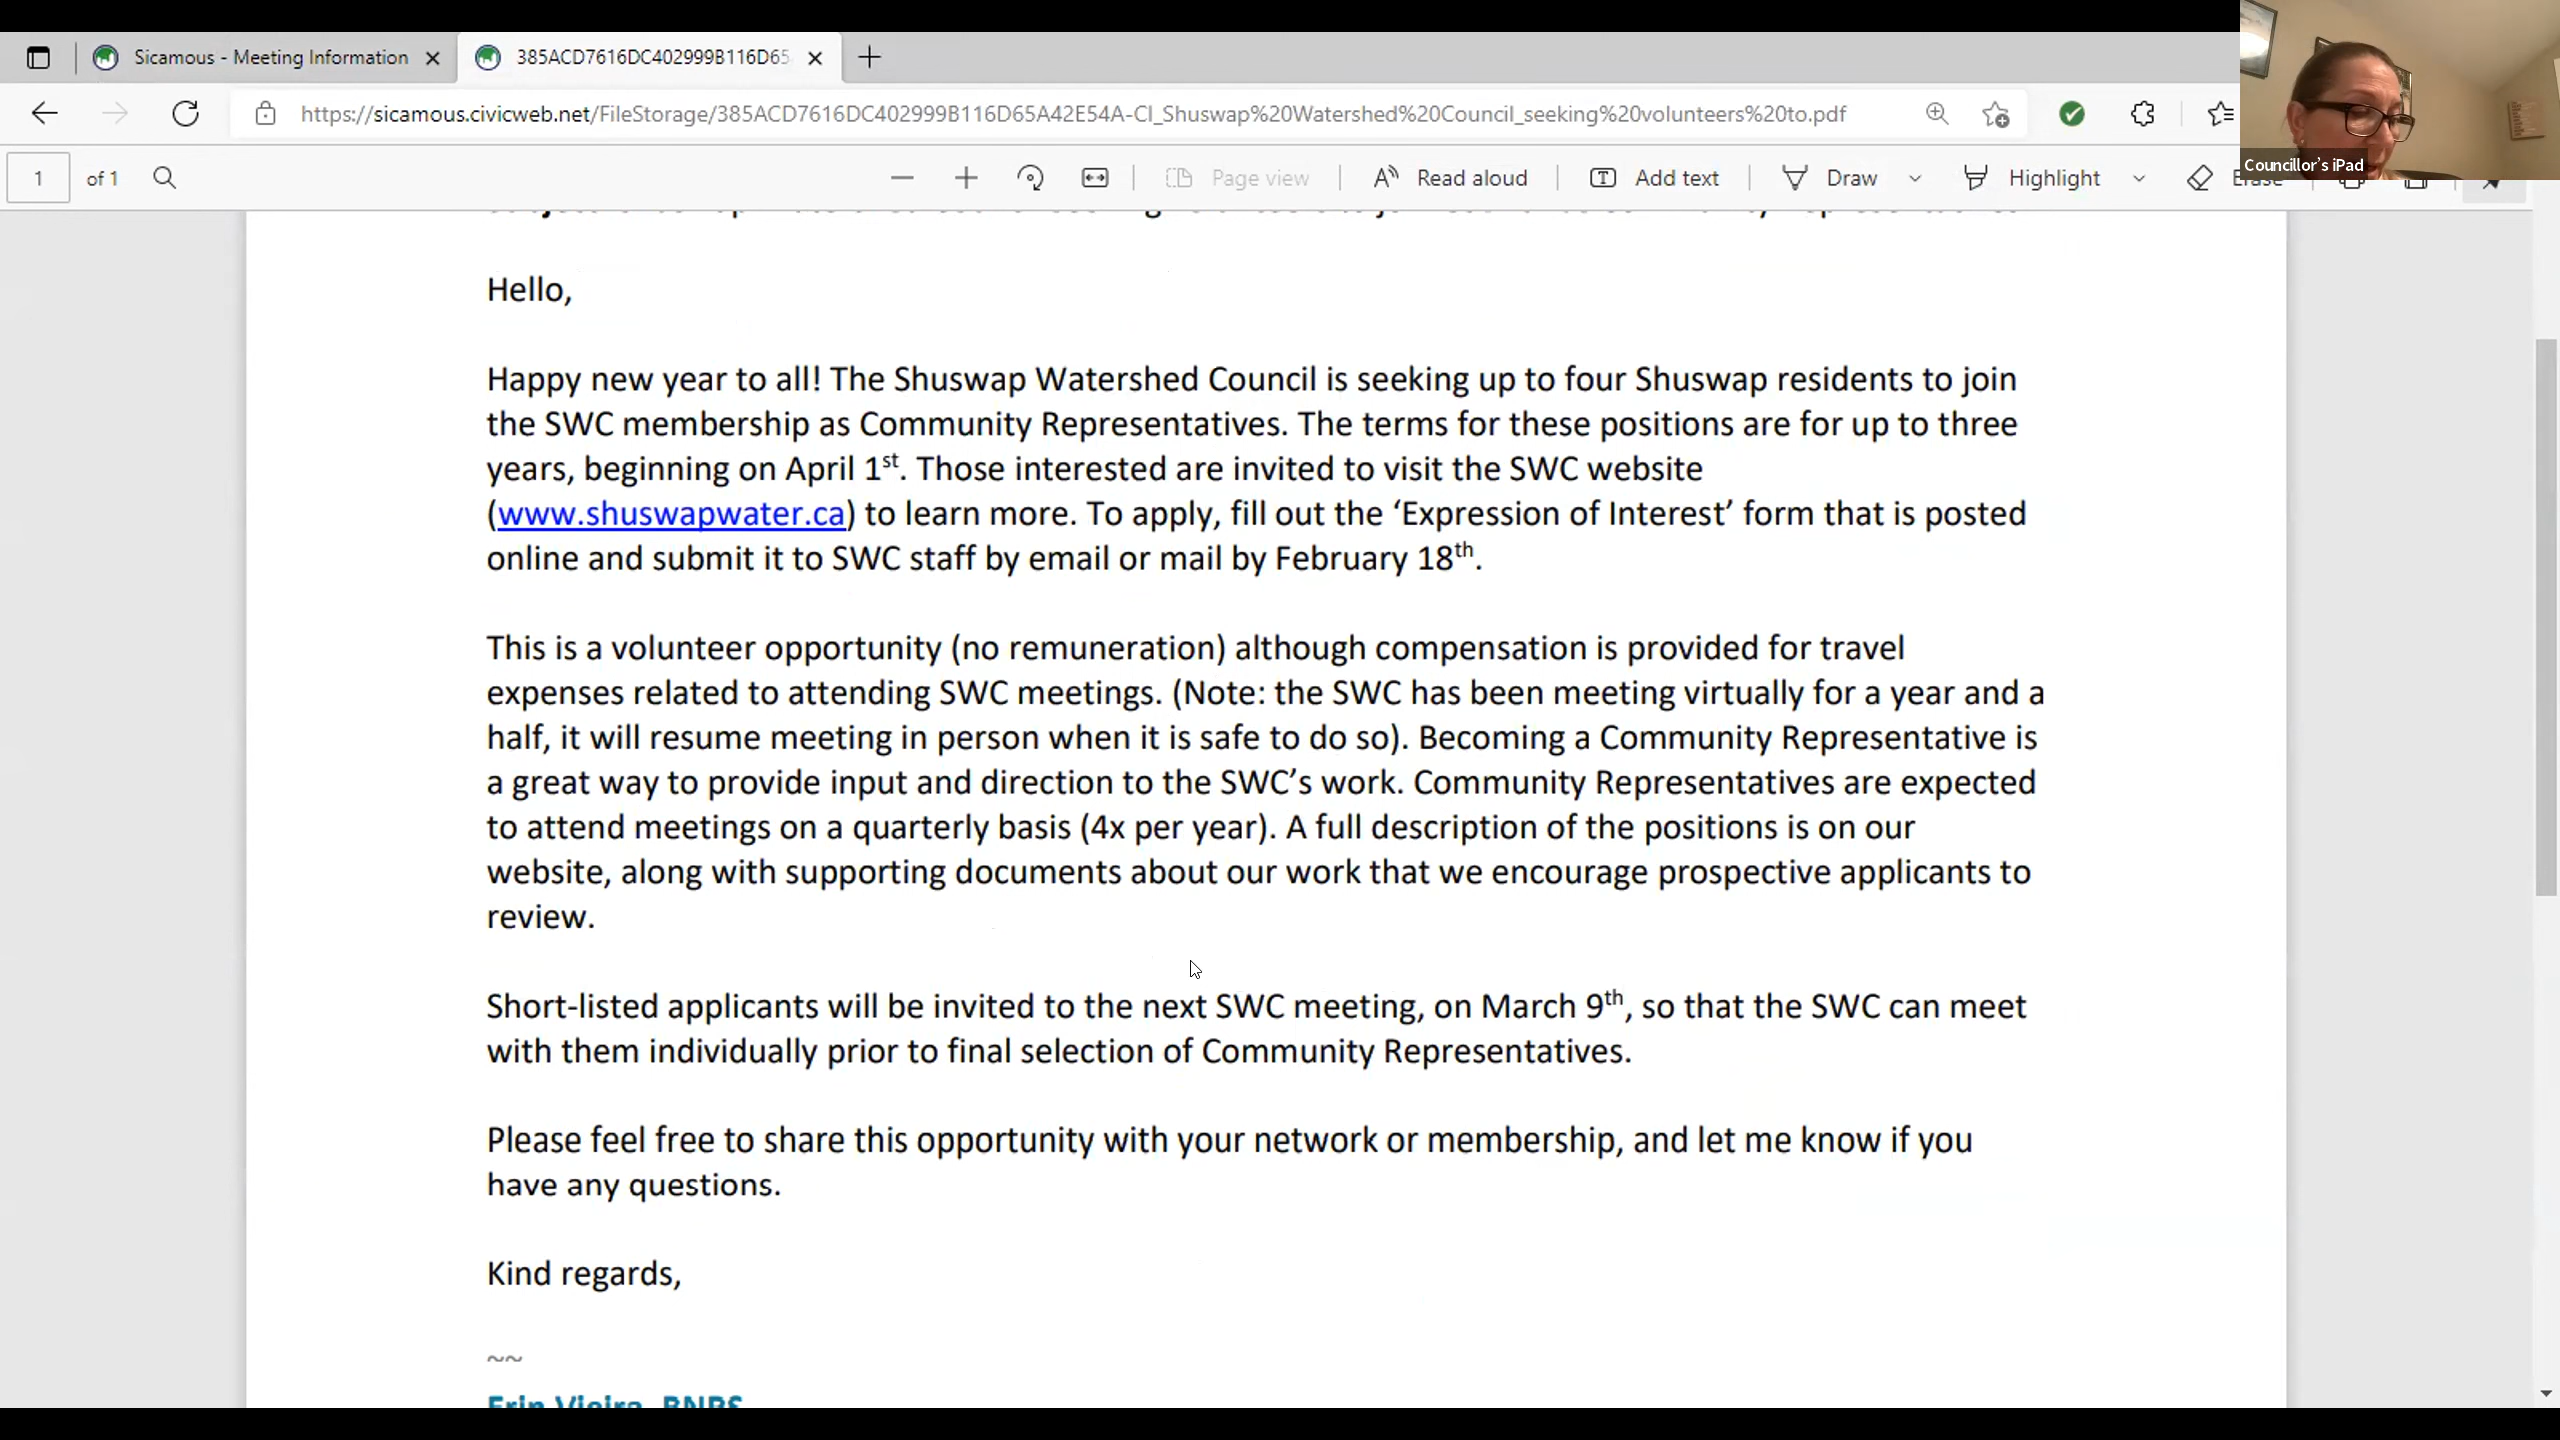 Sicamous - Meeting Information
385ACD7616DC402999B116D65
https://sicamous.civicweb.net/FileStorage/385ACD7616DC402999B116D65A42E54A-CI_Shuswap%20Watershed%20Council_seeking%20volunteers%20to.pdf
1 of 1
Page view
Read aloud
Add text
Draw
Highlight
Erase
Councillor's iPad
Hello,
Happy new year to all! The Shuswap Watershed Council is seeking up to four Shuswap residents to join
the SWC membership as Community Representatives. The terms for these positions are for up to three
years, beginning on April 1st. Those interested are invited to visit the SWC website
(www.shuswapwater.ca) to learn more. To apply, fill out the ‘Expression of Interest’ form that is posted
online and submit it to SWC staff by email or mail by February 18th.
This is a volunteer opportunity (no remuneration) although compensation is provided for travel
expenses related to attending SWC meetings. (Note: the SWC has been meeting virtually for a year and a
half, it will resume meeting in person when it is safe to do so). Becoming a Community Representative is
a great way to provide input and direction to the SWC’s work. Community Representatives are expected
to attend meetings on a quarterly basis (4x per year). A full description of the positions is on our
website, along with supporting documents about our work that we encourage prospective applicants to
review.
Short-listed applicants will be invited to the next SWC meeting, on March 9th, so that the SWC can meet
with them individually prior to final selection of Community Representatives.
Please feel free to share this opportunity with your network or membership, and let me know if you
have any questions.
Kind regards,
~~
Erin Vieira, BNRS